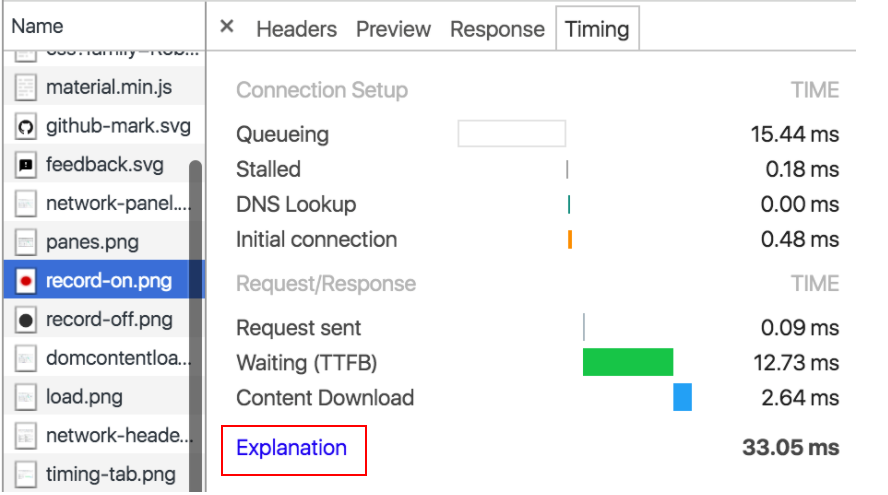 Name
× Headers Preview Response Timing
material.min.js
github-mark.svg
feedback.svg
network-panel....
panes.png
record-on.png
record-off.png
domcontentloa...
load.png
network-heade...
timing-tab.png
Connection Setup TIME
Queueing 15.44 ms
Stalled 0.18 ms
DNS Lookup 0.00 ms
Initial connection 0.48 ms
Request/Response TIME
Request sent 0.09 ms
Waiting (TTFB) 12.73 ms
Content Download 2.64 ms
Explanation 33.05 ms